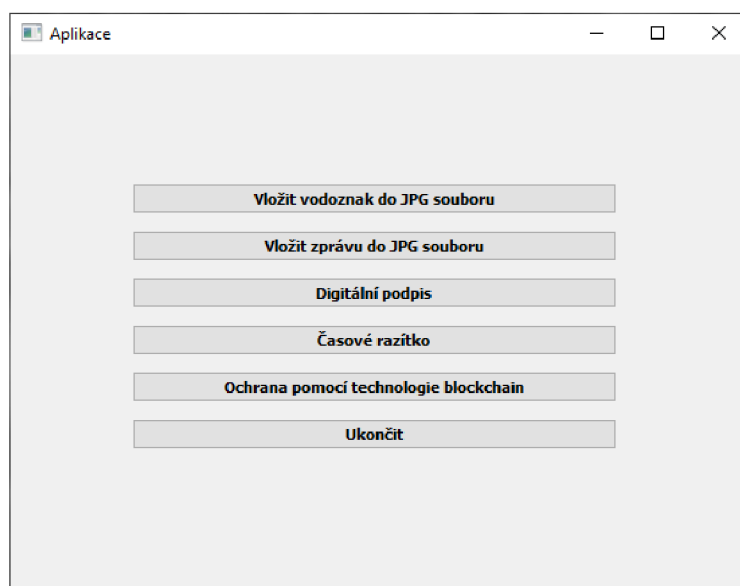 Aplikace
Vložit vodoznak do JPG souboru
Vložit zprávu do JPG souboru
Digitální podpis
Časové razítko
Ochrana pomocí technologie blockchain
Ukončit